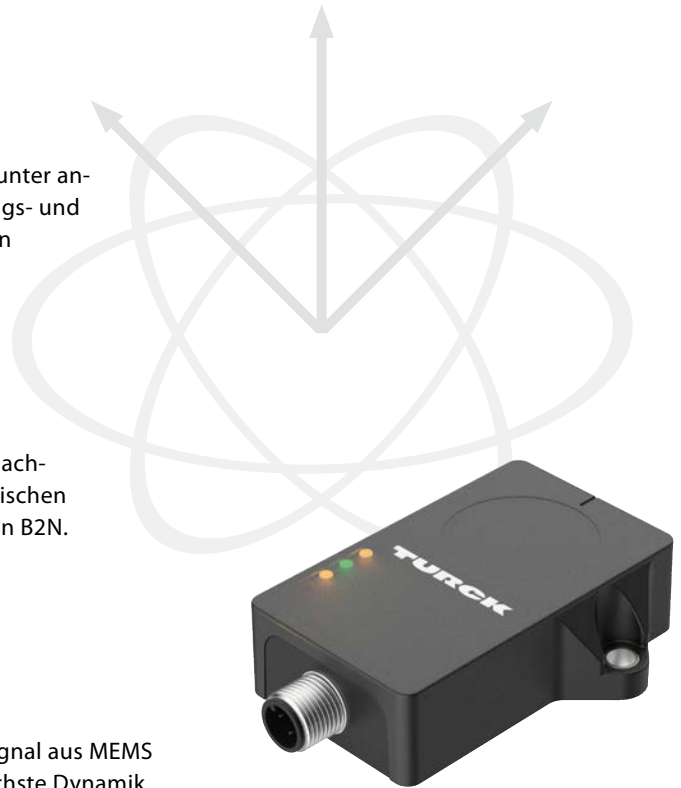 unter an-
gs- und
n
ach-
ischen
n B2N.
TURCK
gnal aus MEMS
chste Dynamik